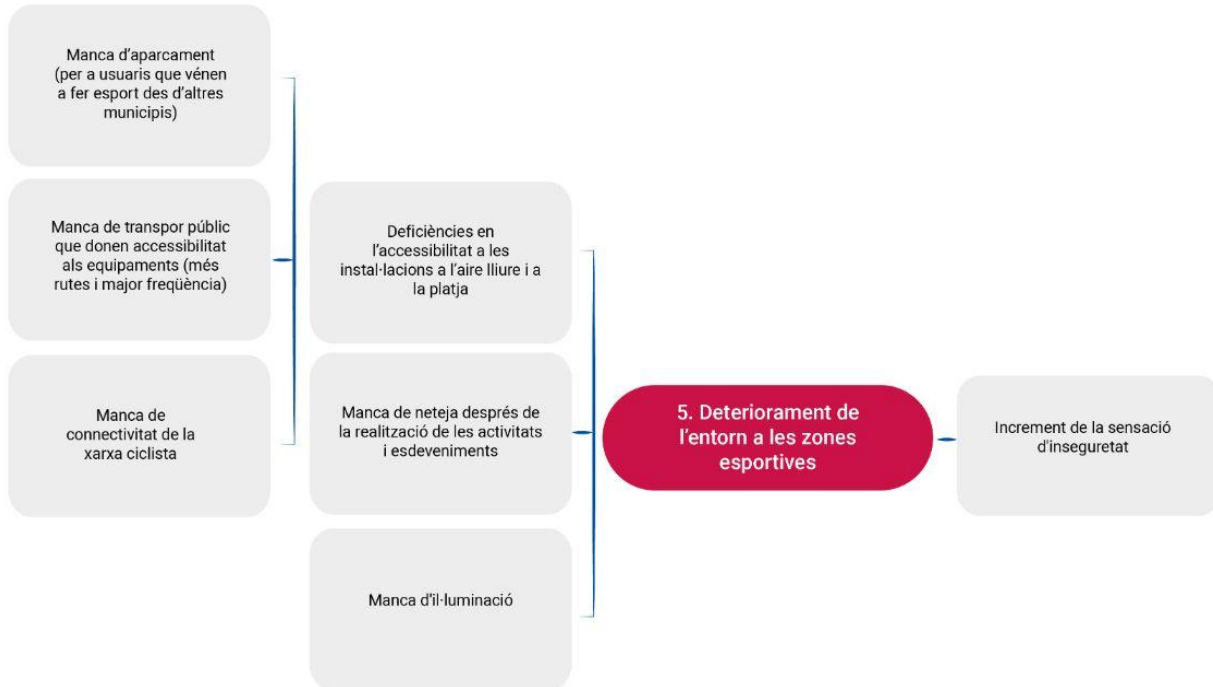 Manca d'aparcament
(per a usuaris que vénen
a fer esport des d'altres
municipis)
Manca de transpor públic
que donen accessibilitat
als equipaments (més
rutes i major freqüència)
Manca de
connectivitat de la
xarxa ciclista
Deficiències en
l'accessibilitat a les
instal·lacions a l'aire lliure i a
la platja
Manca de neteja després de
la realització de les activitats
i esdeveniments
Manca d'il·luminació
5. Deteriorament de
l'entorn a les zones
esportives
Increment de la sensació
d'inseguretat